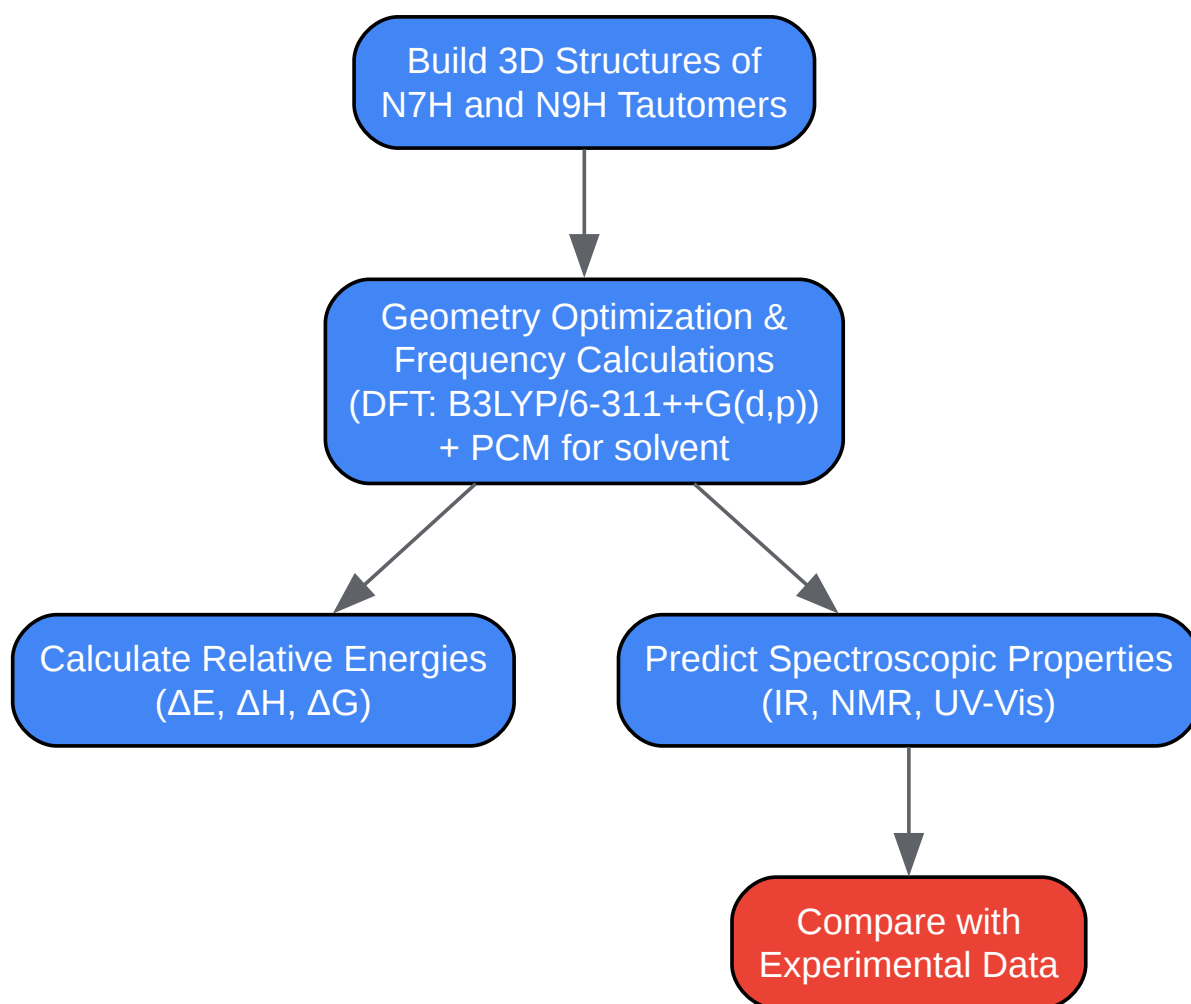 Build 3D Structures of
N7H and N9H Tautomers
Geometry Optimization &
Frequency Calculations
(DFT: B3LYP/6-311++G(d,p))
+ PCM for solvent
Calculate Relative Energies
(ΔE, ΔH, ΔG)
Predict Spectroscopic Properties
(IR, NMR, UV-Vis)
Compare with
Experimental Data